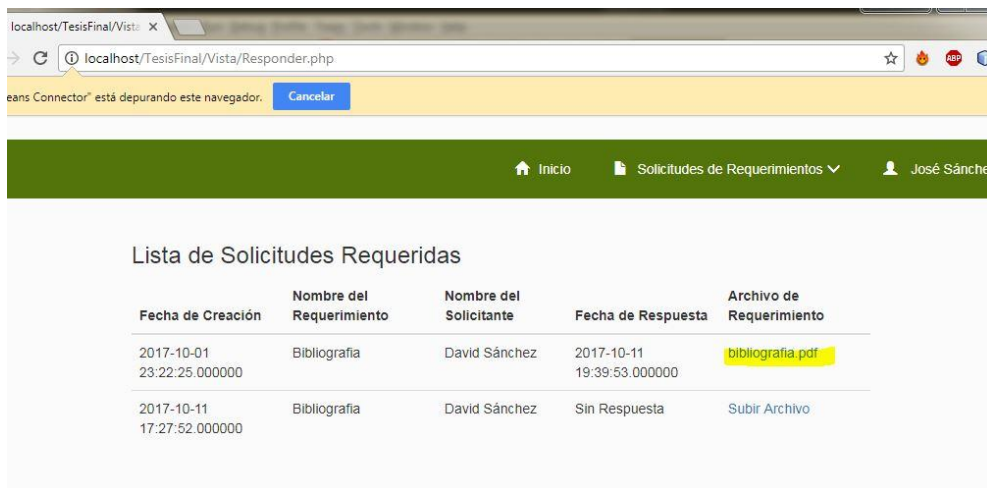 localhost/TesisFinal/Vist
localhost/TesisFinal/Vista/Responder.php
ABP
eans Connector" está depurando este navegador. Cancelar
Inicio Solicitudes de Requerimientos José Sánche
Lista de Solicitudes Requeridas
Nombre del Nombre del Archivo de
Fecha de Creación Requerimiento Solicitante Fecha de Respuesta Requerimiento
2017-10-01 Bibliografia David Sánchez 2017-10-11 bibliografia.pdf
23:22:25.000000 19:39:53.000000
2017-10-11 Bibliografia David Sánchez Sin Respuesta Subir Archivo
17:27:52.000000